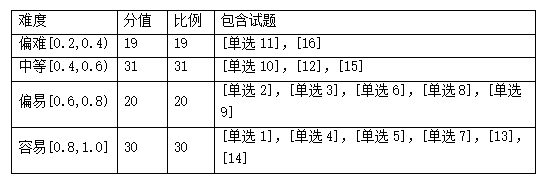 难度 分值 比例 包含试题
偏难[0.2,0.4) 19 19 [单选11], [16]
中等[0.4,0.6) 31 31 [单选10], [12], [15]
偏易[0.6,0.8) 20 20 [单选2], [单选3], [单选6], [单选8], [单选
9]
容易[0.8,1.0] 30 30 [单选1], [单选4], [单选5], [单选7], [13],
[14]